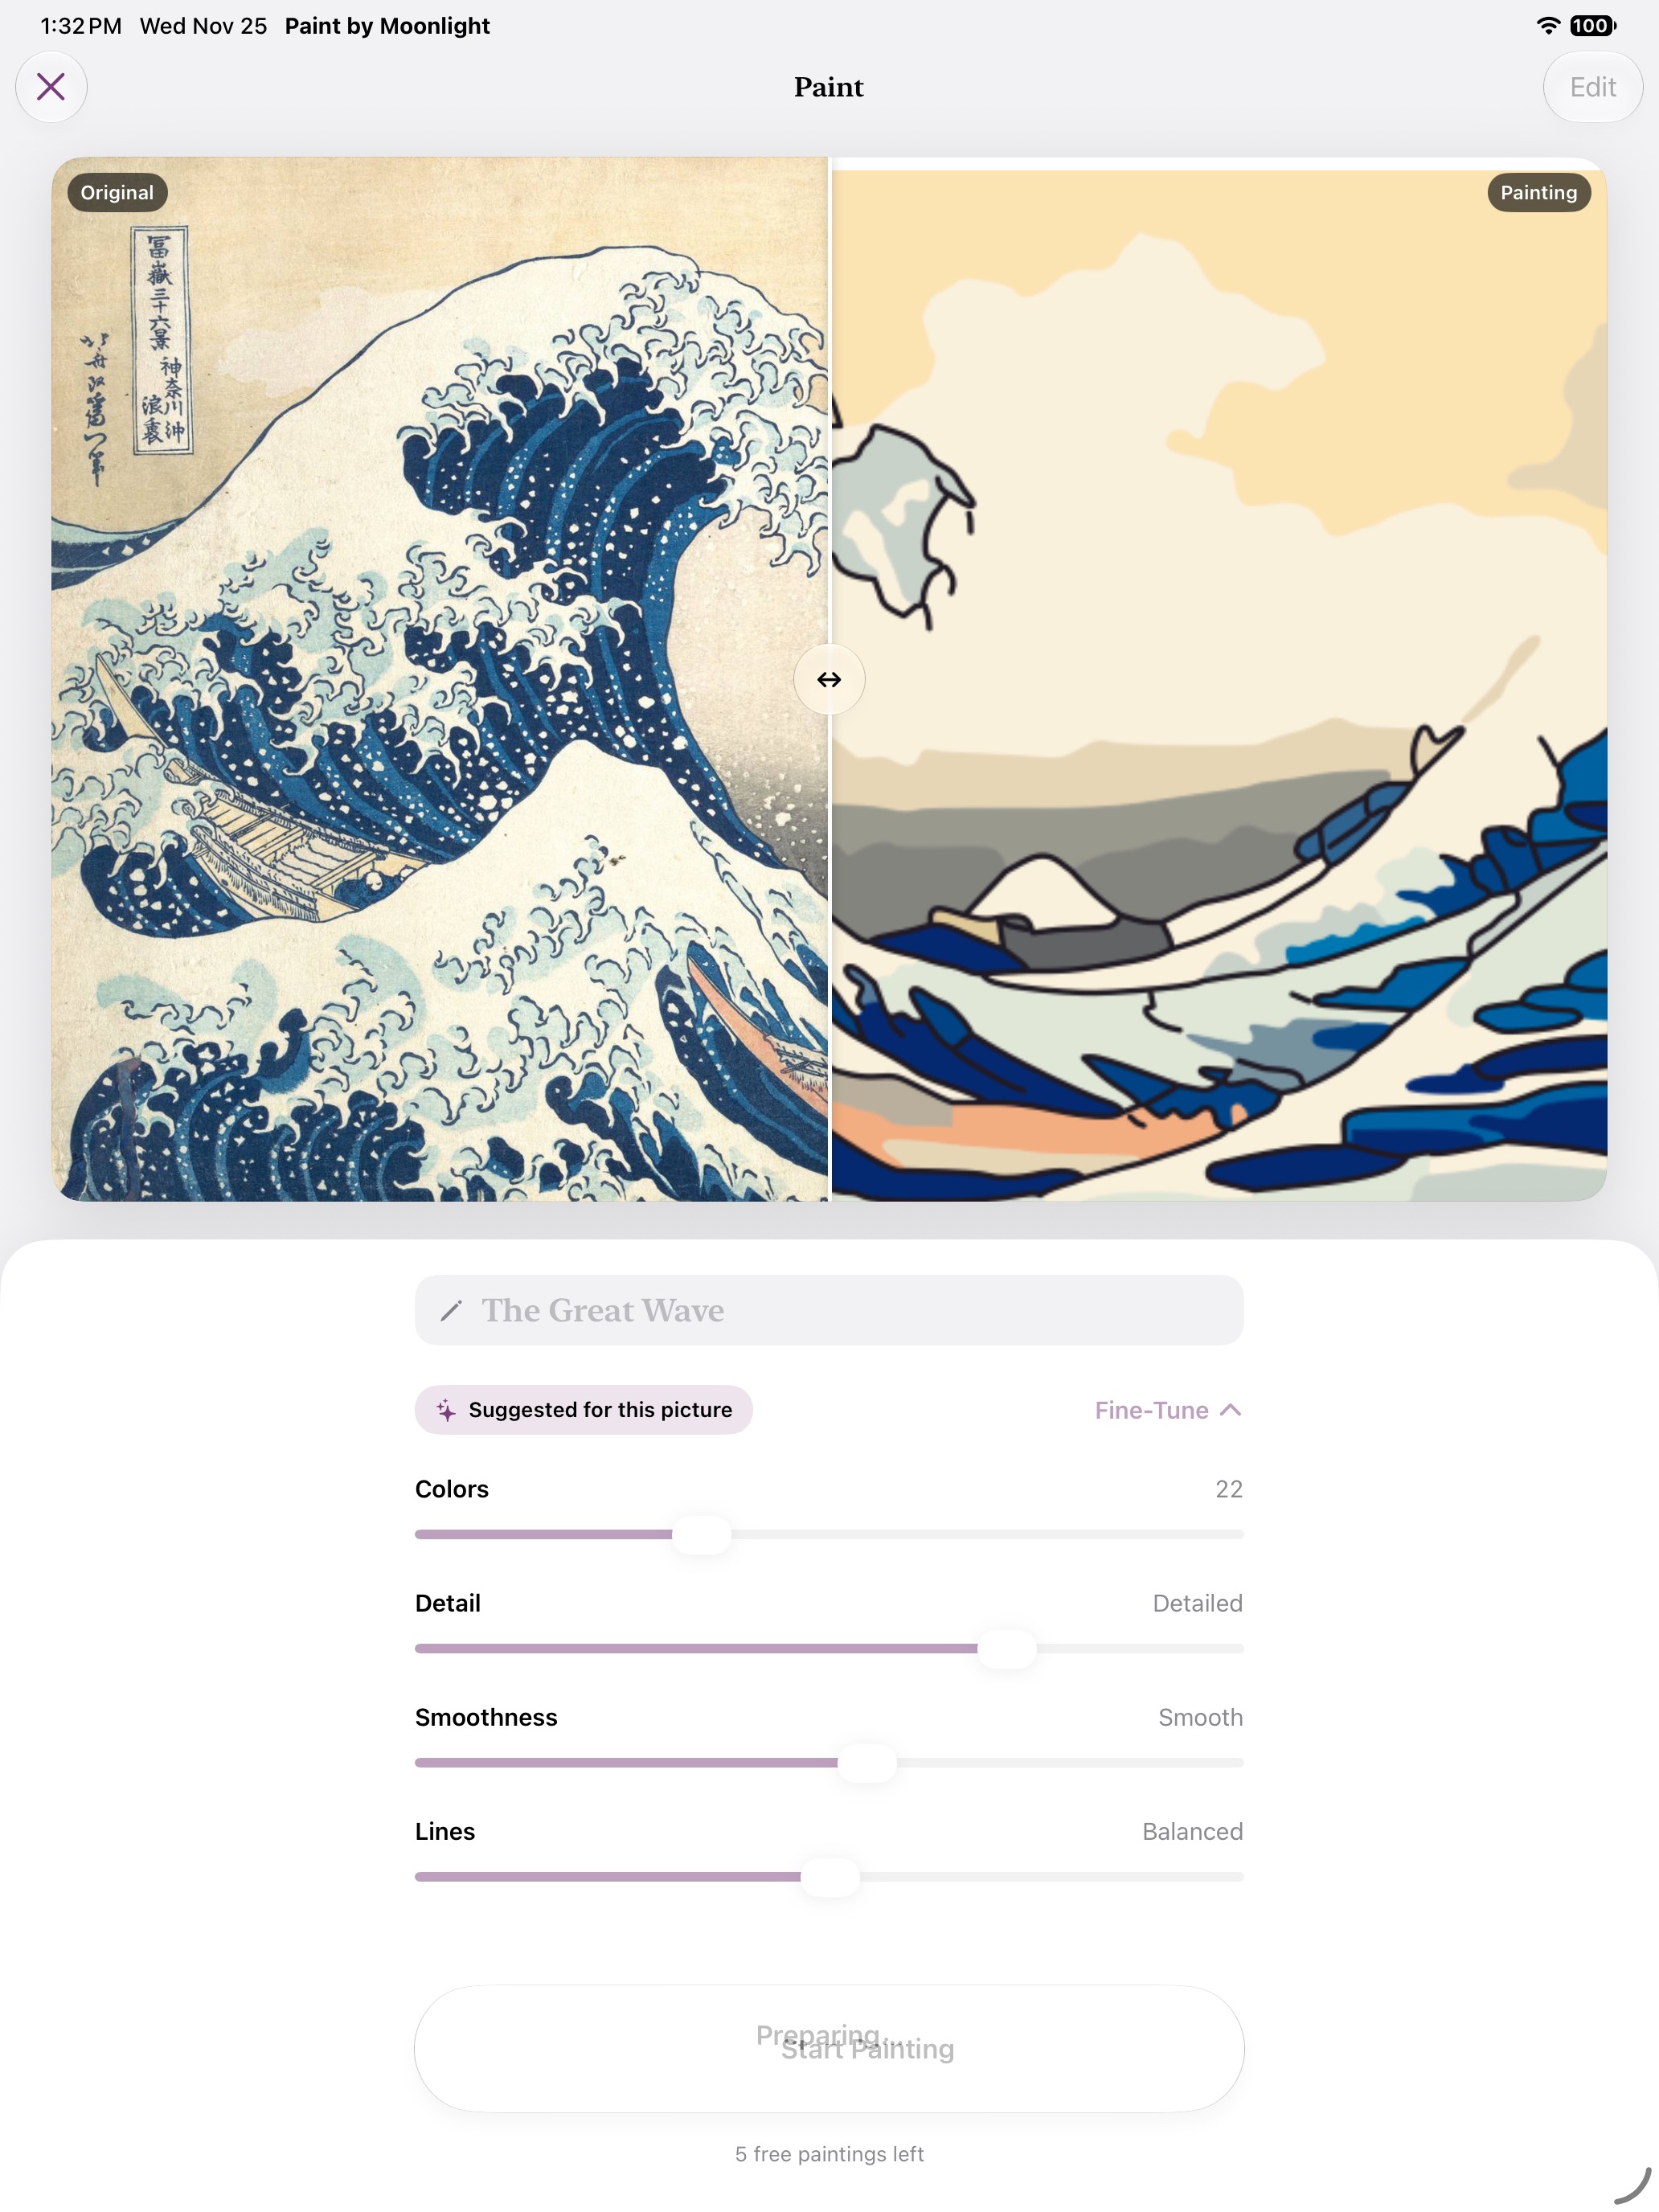 1:32 PM Wed Nov 25 Paint by Moonlight
100
Paint
Edit
Original
Painting
冨嶽三十六景
神奈川沖
浪裏
The Great Wave
Suggested for this picture
Fine-Tune
Colors
22
Detail
Detailed
Smoothness
Smooth
Lines
Balanced
Preparing…
Start Painting
5 free paintings left